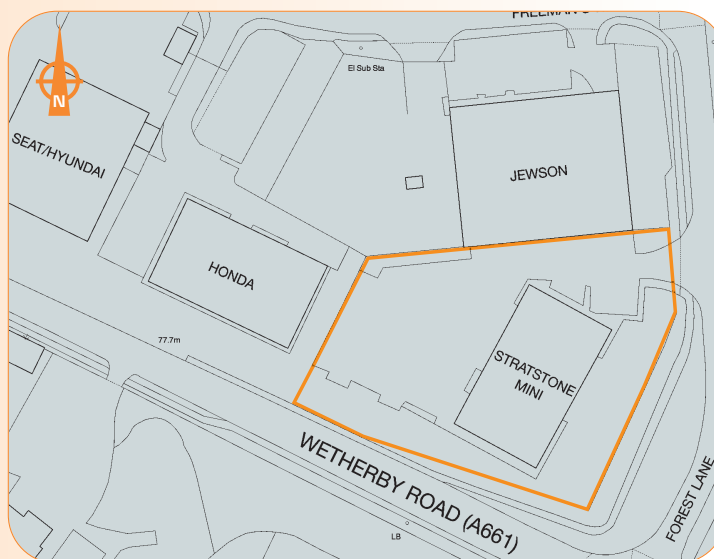 El Sub Sta
N
SEAT/HYUNDAI
JEWSON
HONDA
77.7m
STRATSTONE
MINI
WETHERBY ROAD (A661)
FOREST LANE
LB